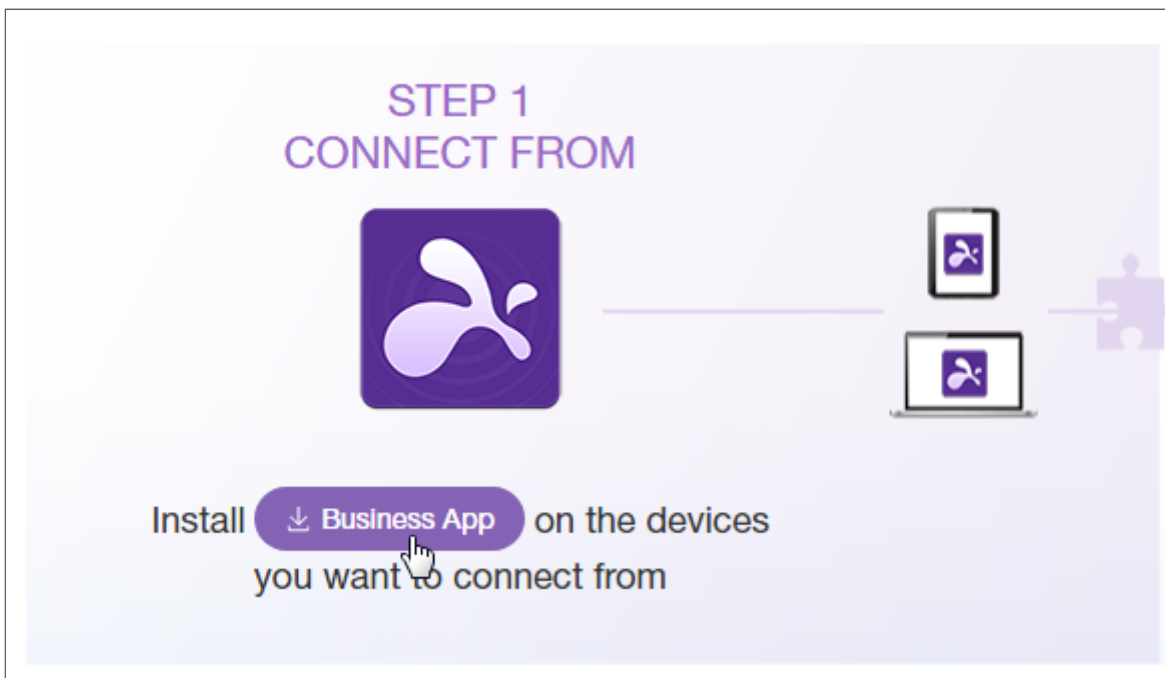 STEP 1
CONNECT FROM
Install Business App on the devices
you want to connect from